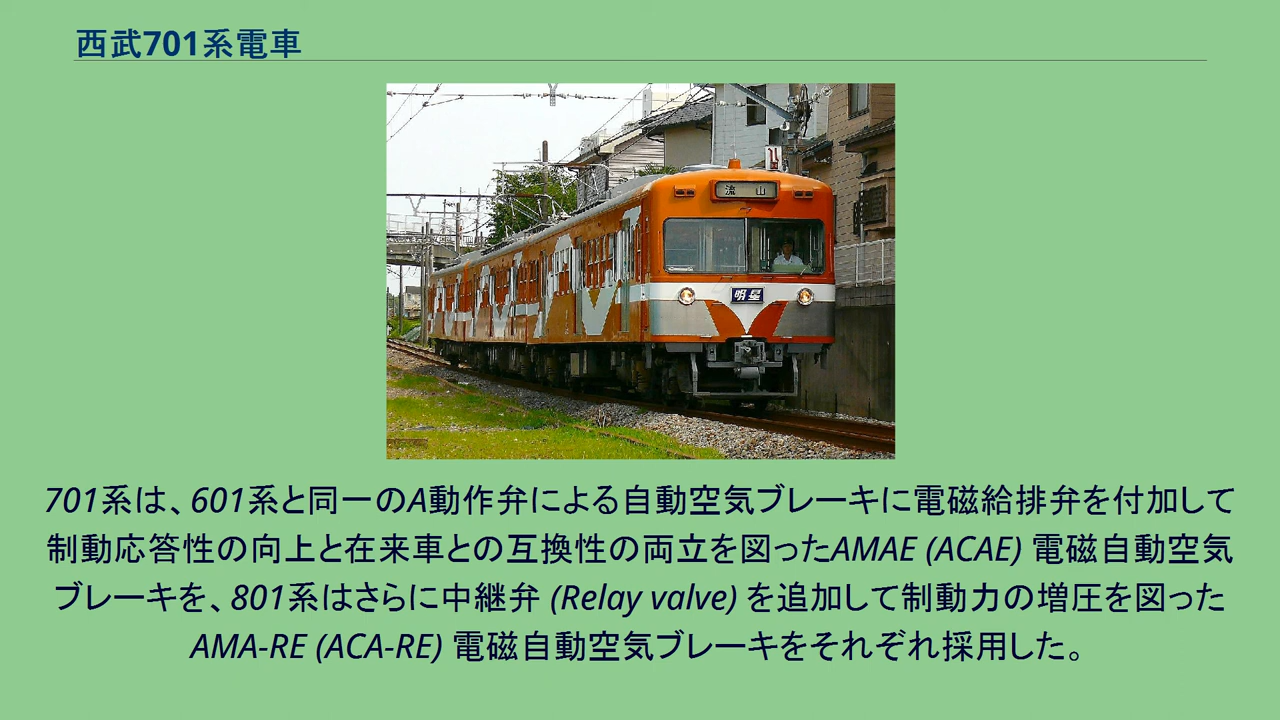 西武701系電車
流 山
明星
701系は、601系と同一のA動作弁による自動空気ブレーキに電磁給排弁を付加して
制動応答性の向上と在来車との互換性の両立を図ったAMAE (ACAE) 電磁自動空気
ブレーキを、801系はさらに中継弁 (Relay valve) を追加して制動力の増圧を図った
AMA-RE (ACA-RE) 電磁自動空気ブレーキをそれぞれ採用した。